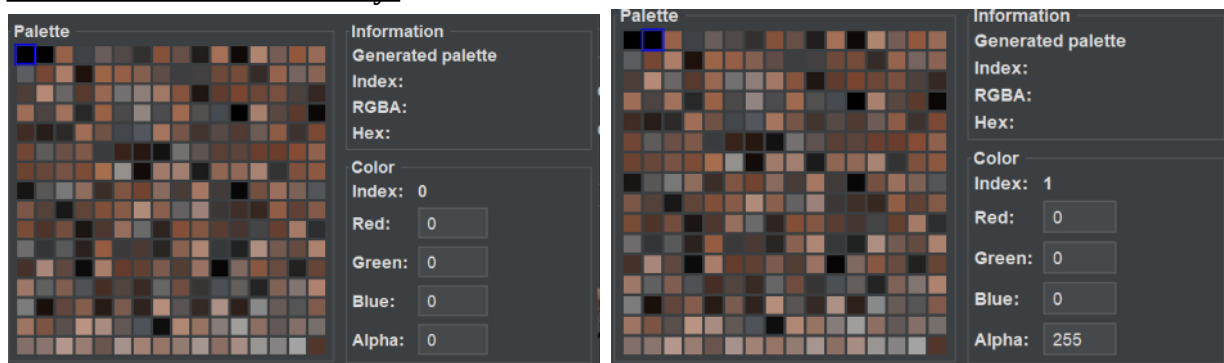 Palette
Information
Generated palette
Index:
RGBA:
Hex:
Color
Index: 0
Red: 0
Green: 0
Blue: 0
Alpha: 0
Palette
Information
Generated palette
Index:
RGBA:
Hex:
Color
Index: 1
Red: 0
Green: 0
Blue: 0
Alpha: 255